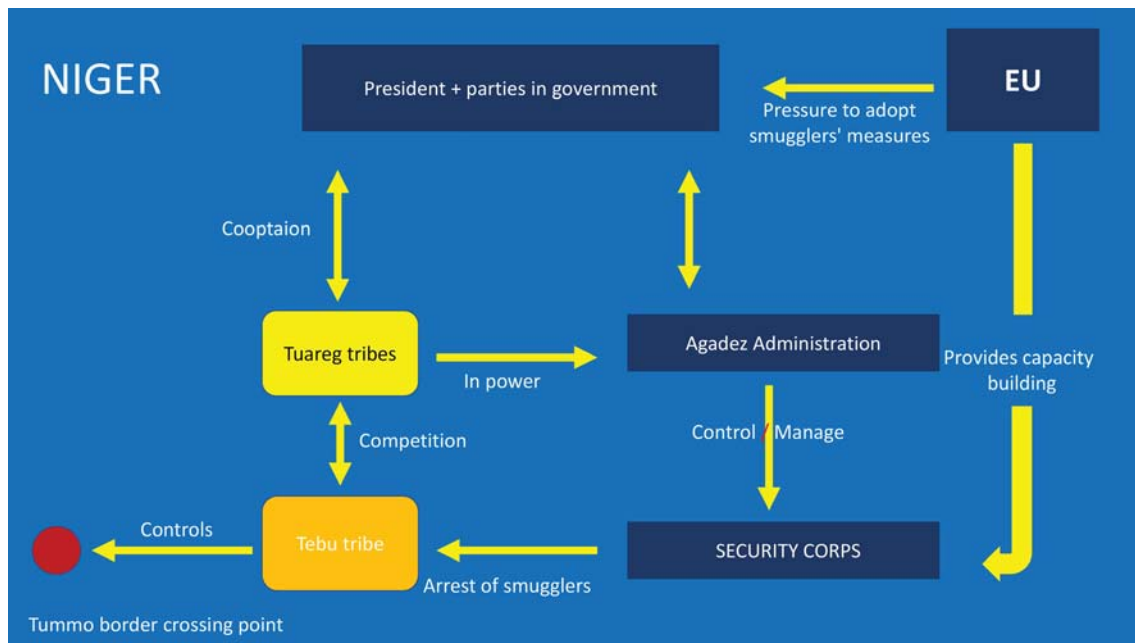 NIGER
President + parties in government
EU
Pressure to adopt
smugglers' measures
Cooptaion
Tuareg tribes
In power
Agadez Administration
Provides capacity
building
Competition
Control / Manage
Controls
Tebu tribe
Arrest of smugglers
SECURITY CORPS
Tummo border crossing point